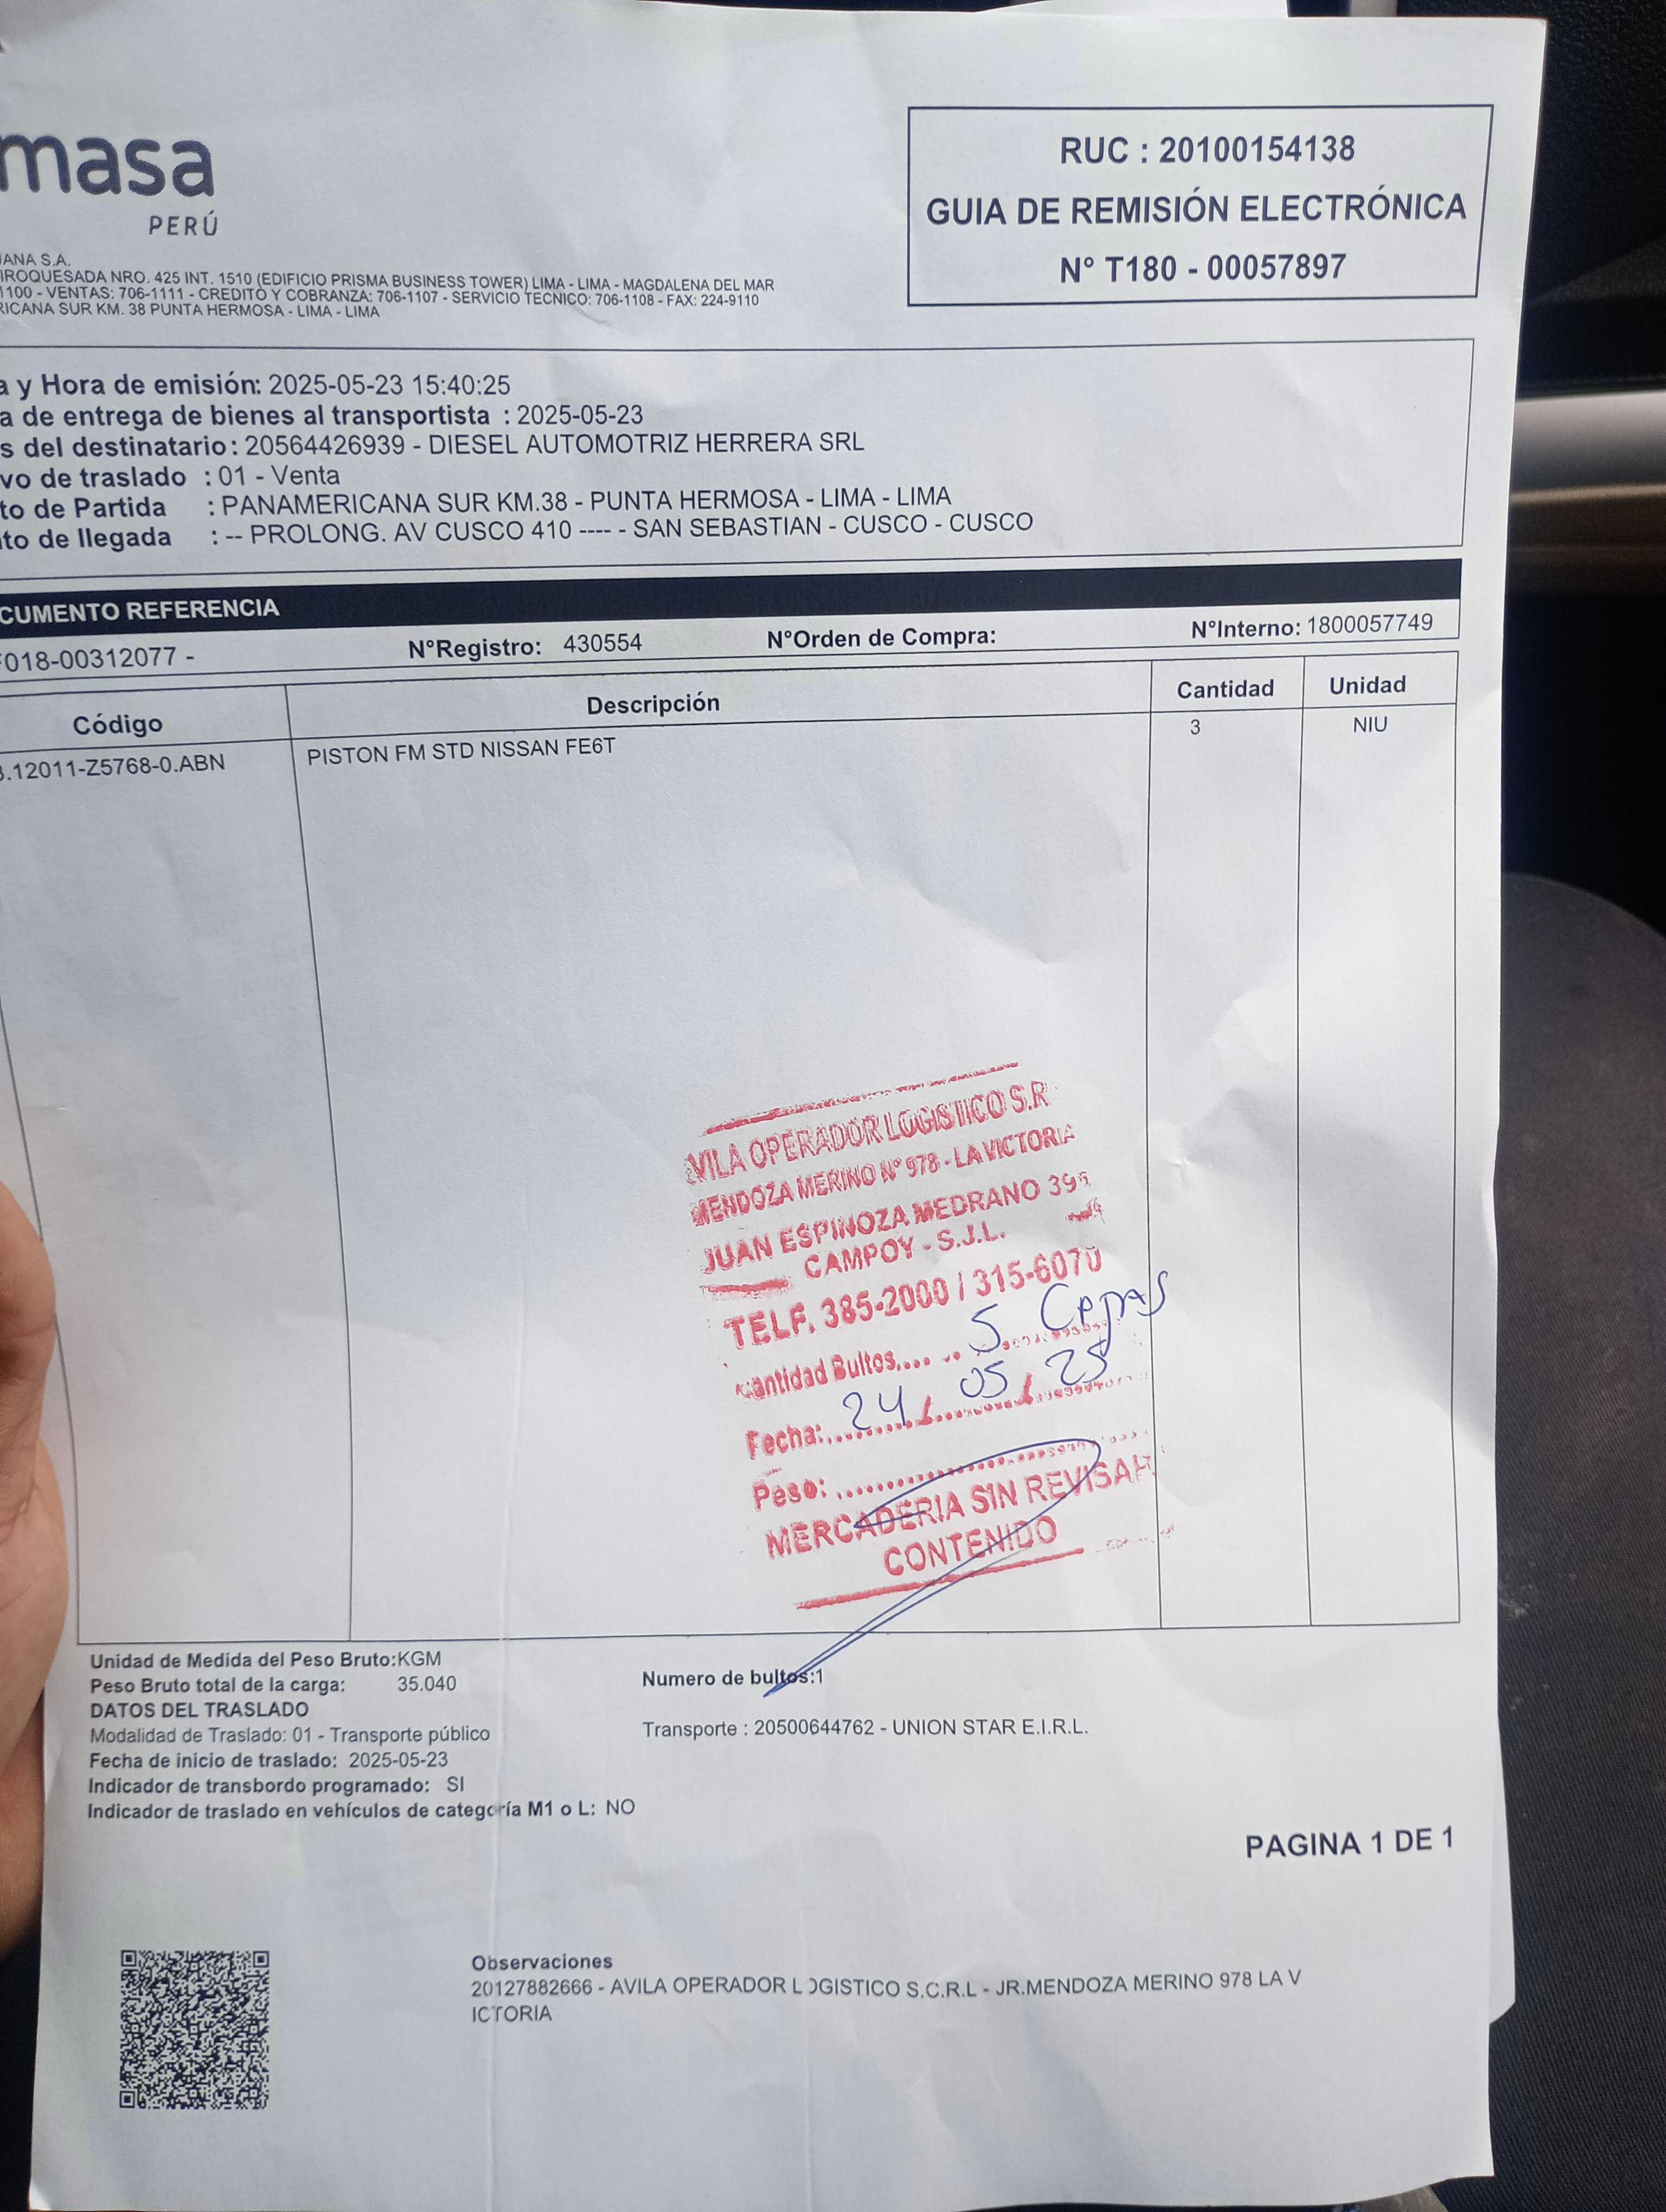 masa
PERÚ
RUC : 20100154138
GUIA DE REMISIÓN ELECTRÓNICA
N° T180 - 00057897
ANA S.A.
IROQUESADA NRO. 425 INT. 1510 (EDIFICIO PRISMA BUSINESS TOWER) LIMA - LIMA - MAGDALENA DEL MAR
1100 - VENTAS: 706-1111 - CREDITO Y COBRANZA: 706-1107 - SERVICIO TECNICO: 706-1108 - FAX: 224-9110
RICANA SUR KM. 38 PUNTA HERMOSA - LIMA - LIMA
a y Hora de emisión: 2025-05-23 15:40:25
a de entrega de bienes al transportista : 2025-05-23
s del destinatario: 20564426939 - DIESEL AUTOMOTRIZ HERRERA SRL
vo de traslado : 01 - Venta
to de Partida : PANAMERICANA SUR KM.38 - PUNTA HERMOSA - LIMA - LIMA
to de llegada : -- PROLONG. AV CUSCO 410 ---- - SAN SEBASTIAN - CUSCO - CUSCO
CUMENTO REFERENCIA
018-00312077 - N°Registro: 430554 N°Orden de Compra: N°Interno: 1800057749
Código Descripción Cantidad Unidad
.12011-Z5768-0.ABN PISTON FM STD NISSAN FE6T 3 NIU
VILA OPERADOR LOGISTICO S.R
MENDOZA MERINO N° 978 - LA VICTORIA
JUAN ESPINOZA MEDRANO 395
CAMPOY - S.J.L.
TELF. 385-2000 / 315-6070
Cantidad Bultos.... 5 Cajas
Fecha: 24 / 05 / 25
Peso: ....................
MERCADERIA SIN REVISAR
CONTENIDO
Unidad de Medida del Peso Bruto:KGM
Peso Bruto total de la carga: 35.040 Numero de bultos:1
DATOS DEL TRASLADO
Modalidad de Traslado: 01 - Transporte público Transporte : 20500644762 - UNION STAR E.I.R.L.
Fecha de inicio de traslado: 2025-05-23
Indicador de transbordo programado: SI
Indicador de traslado en vehículos de categoría M1 o L: NO
PAGINA 1 DE 1
Observaciones
20127882666 - AVILA OPERADOR LOGISTICO S.C.R.L - JR.MENDOZA MERINO 978 LA V
ICTORIA